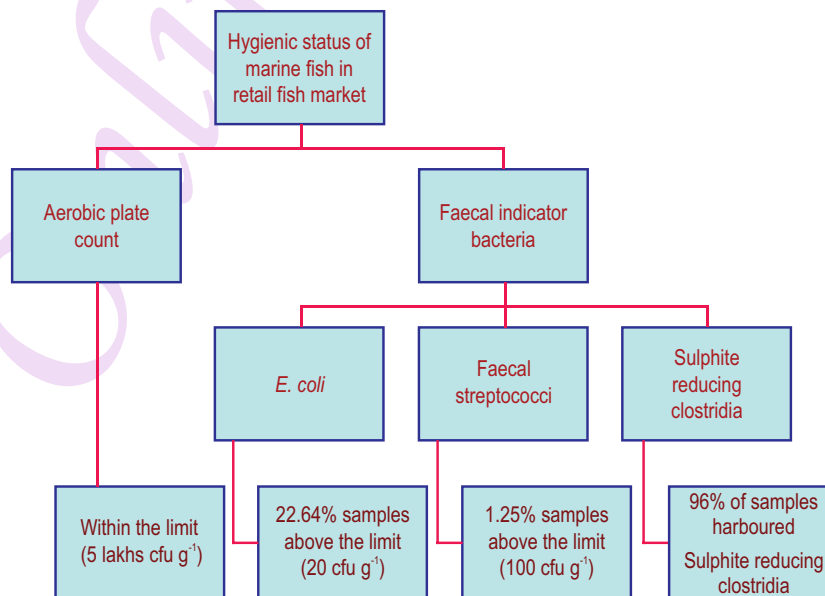 Hygienic status of
marine fish in
retail fish market
Aerobic plate
count
Faecal indicator
bacteria
E. coli
Faecal
streptococci
Sulphite
reducing
clostridia
Within the limit
(5 lakhs cfu g⁻¹)
22.64% samples
above the limit
(20 cfu g⁻¹)
1.25% samples
above the limit
(100 cfu g⁻¹)
96% of samples
harboured
Sulphite reducing
clostridia